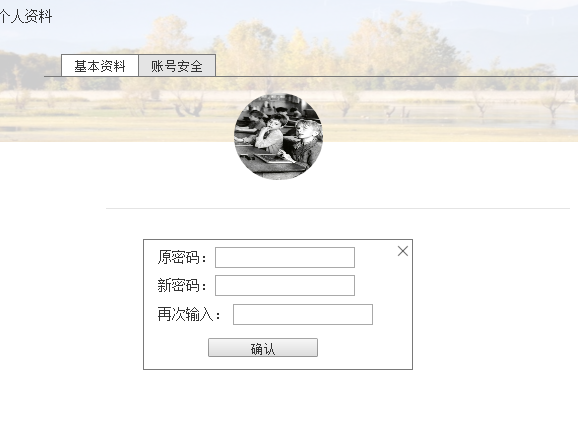 个人资料
基本资料 账号安全
原密码：
新密码：
再次输入：
确认